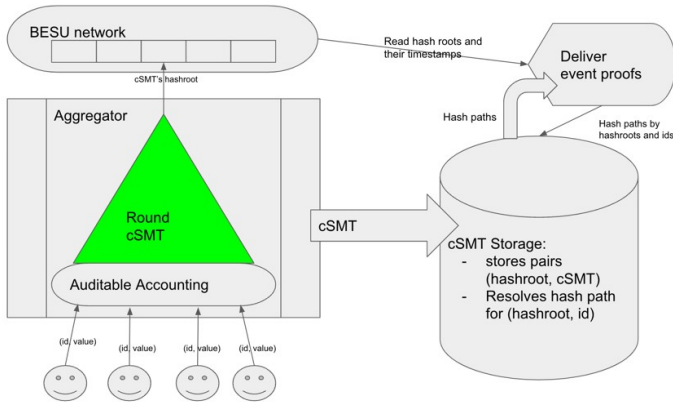 BESU network
cSMT's hashroot
Read hash roots and
their timestamps
Deliver
event proofs
Aggregator
Hash paths
Hash paths by
hashroots and ids
Round
cSMT
cSMT
cSMT Storage:
- stores pairs
(hashroot, cSMT)
- Resolves hash path
for (hashroot, id)
Auditable Accounting
(id, value)
(id, value)
(id, value)
(id, value)